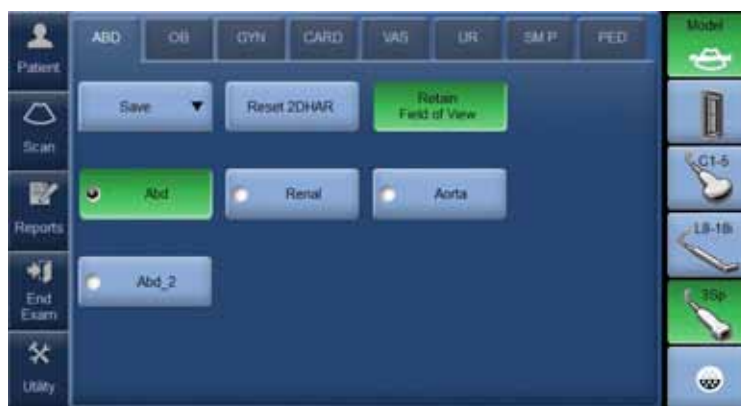 Patient
Scan
Reports
End
Exam
Utility
ABD OB GYN CARD VAS UR SM P PED
Save Reset 2DHAR Retain
Field of View
Abd Renal Aorta
Abd_2
Model
C1-5
L8-18i
3Sp